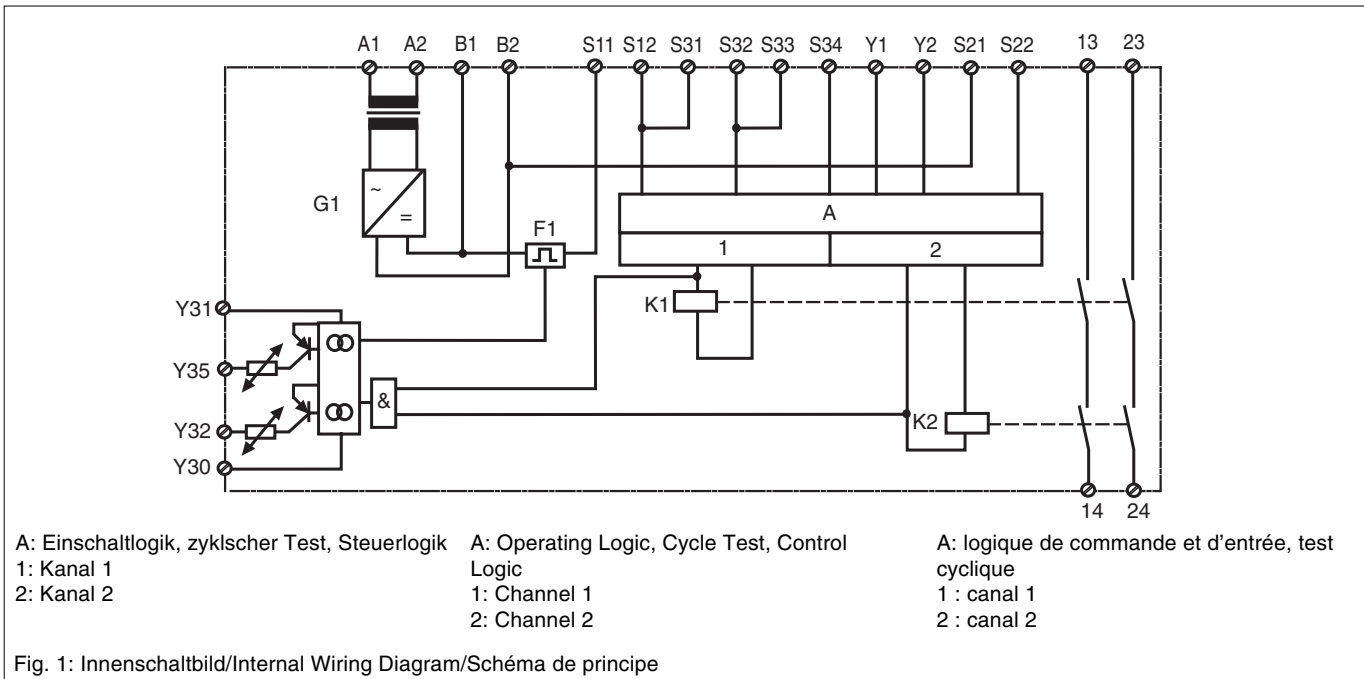 A1 A2 B1 B2 S11 S12 S31 S32 S33 S34 Y1 Y2 S21 S22 13 23
G1
~
=
F1
A
1 2
K1
Y31
Y35
&
Y32
K2
Y30
14 24
A: Einschaltlogik, zyklscher Test, Steuerlogik
1: Kanal 1
2: Kanal 2
A: Operating Logic, Cycle Test, Control
Logic
1: Channel 1
2: Channel 2
A: logique de commande et d'entrée, test
cyclique
1 : canal 1
2 : canal 2
Fig. 1: Innenschaltbild/Internal Wiring Diagram/Schéma de principe